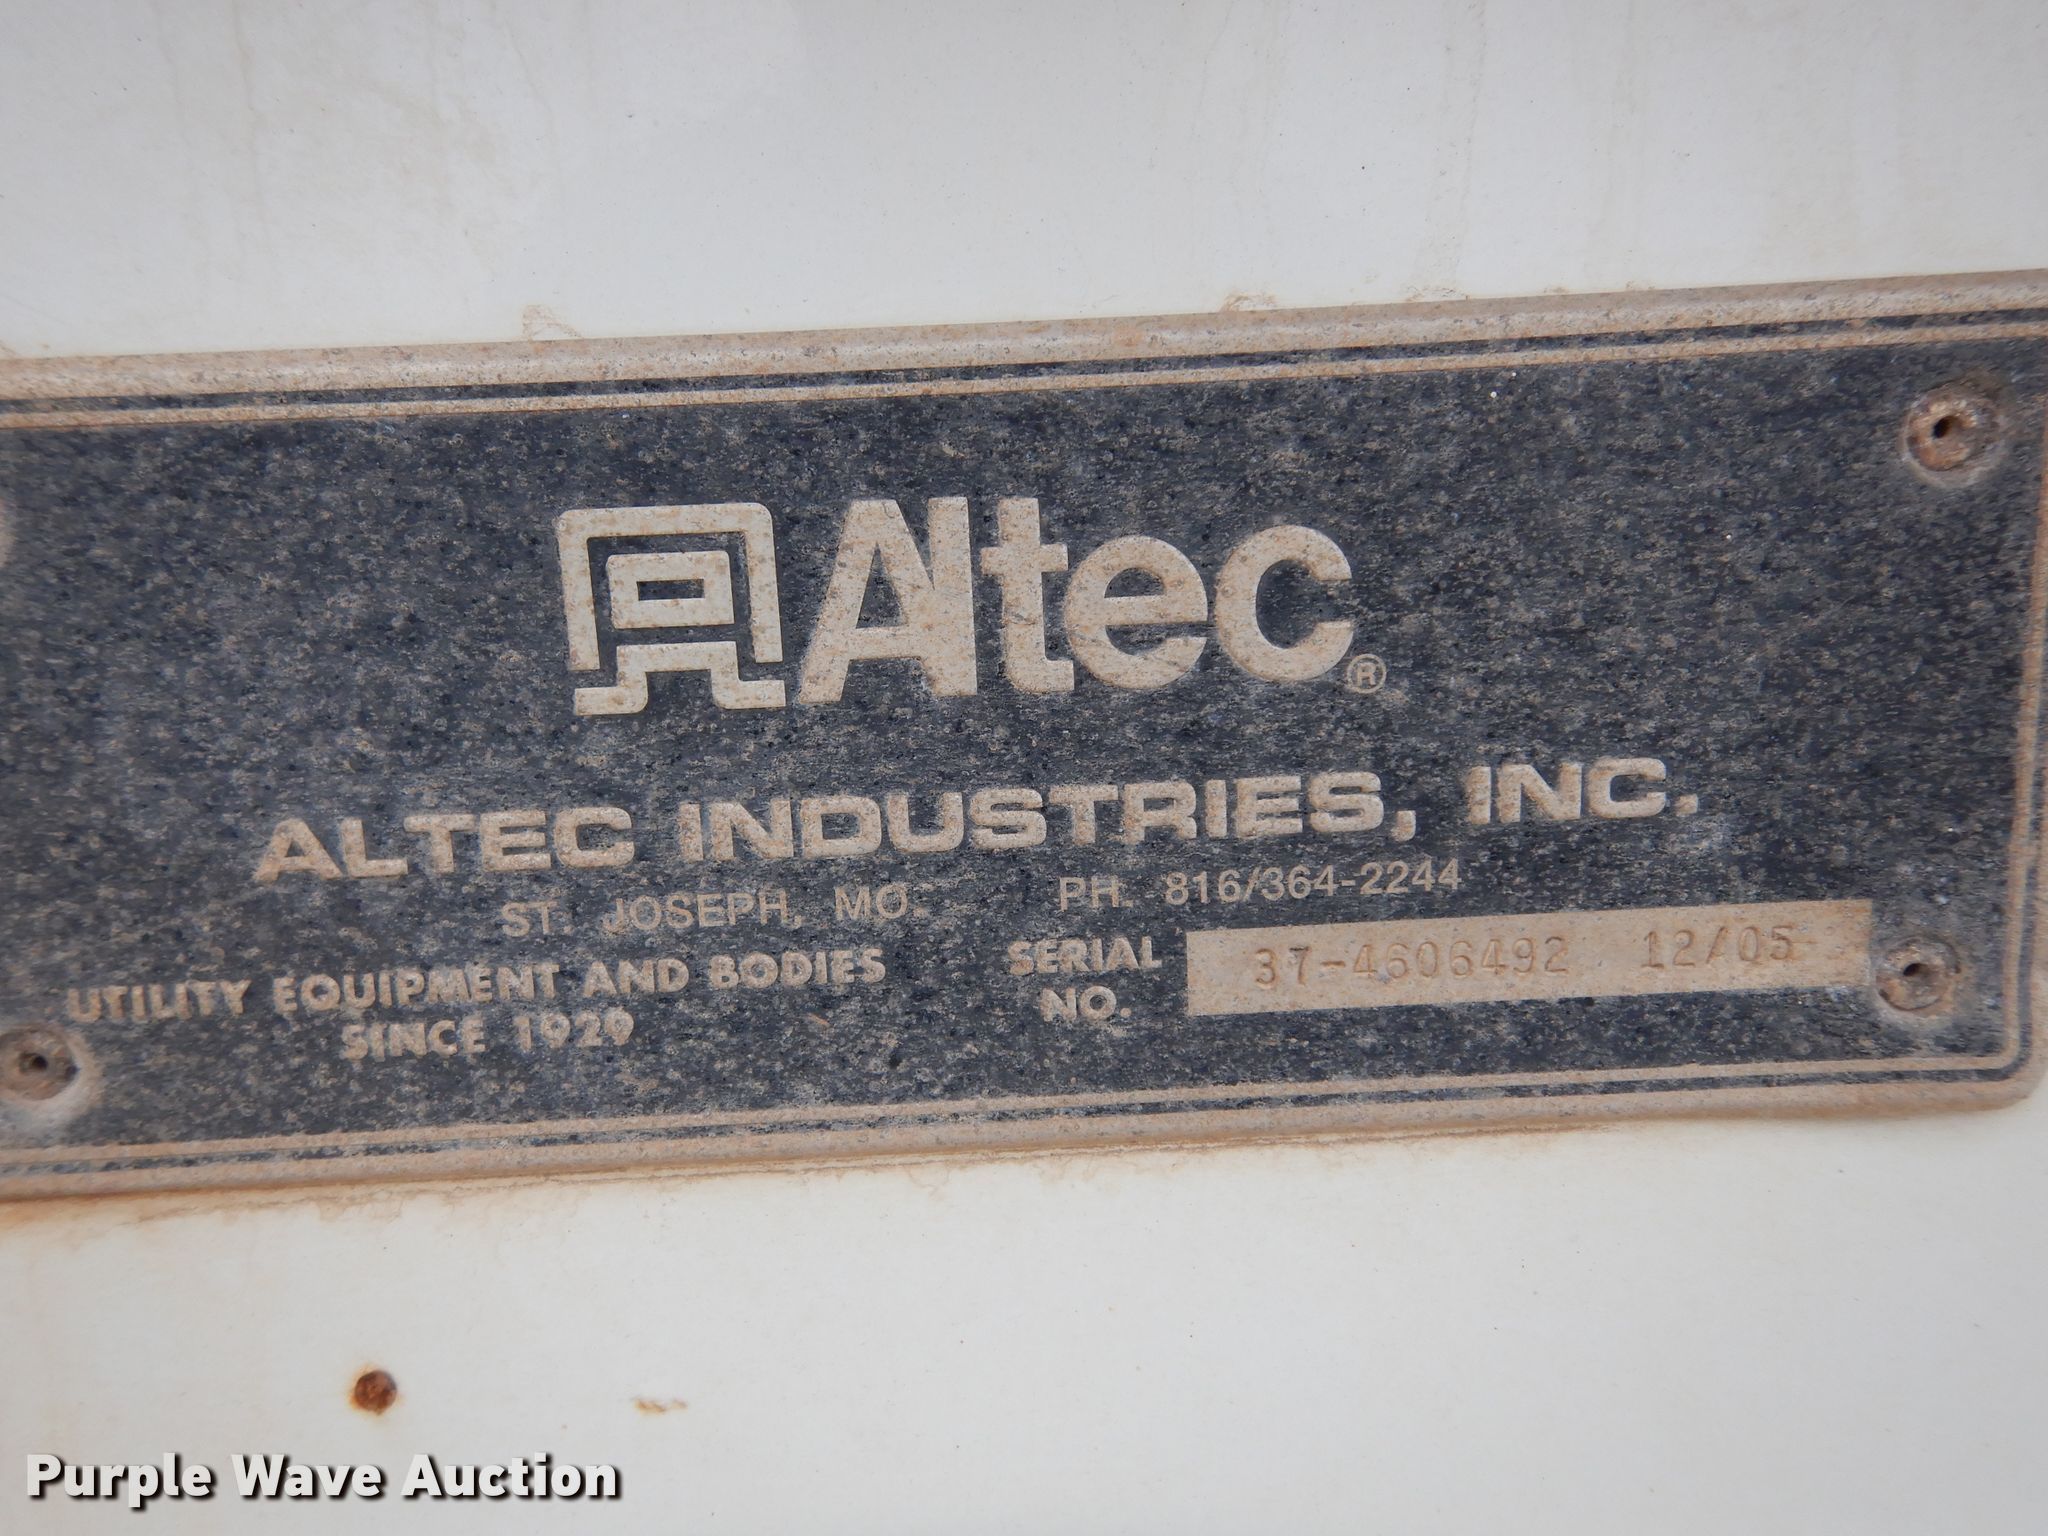 Altec®
ALTEC INDUSTRIES, INC.
ST. JOSEPH, MO. PH. 816/364-2244
UTILITY EQUIPMENT AND BODIES
SINCE 1929
SERIAL
NO.
37-4606492 12/05
Purple Wave Auction